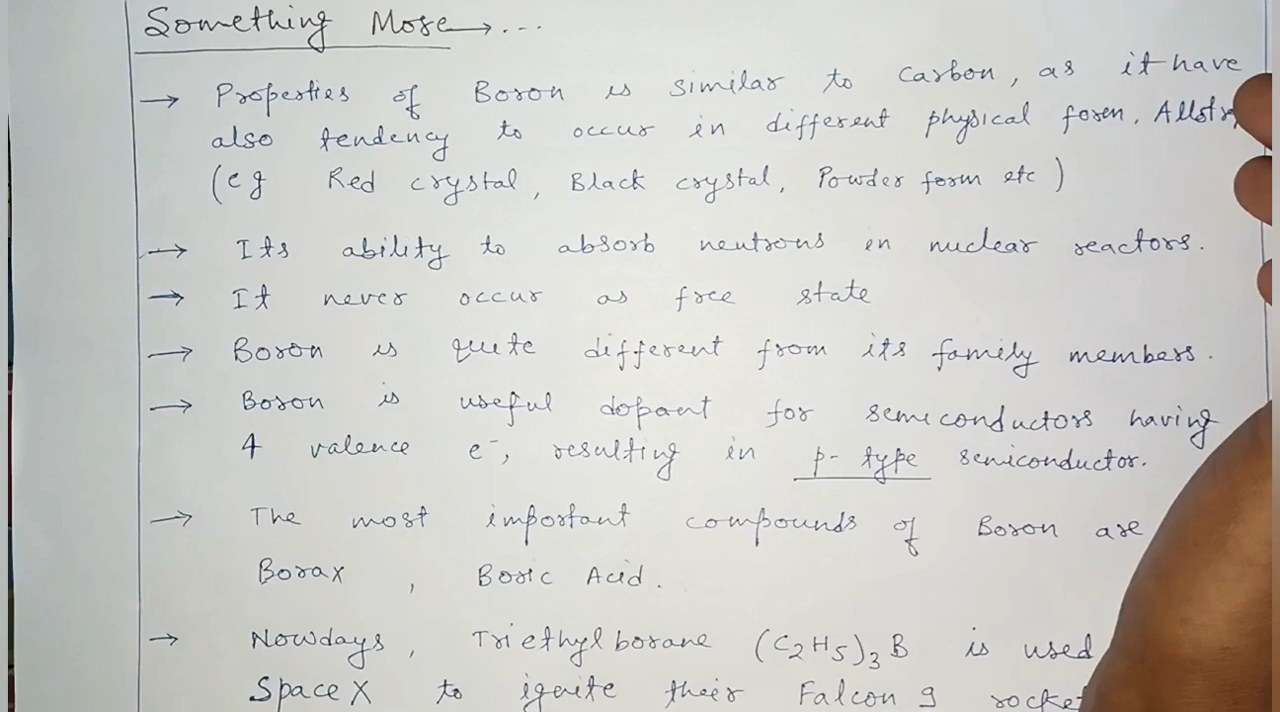 Something More → ...
→ Properties of Boron is similar to Carbon, as it have
also tendency to occur in different physical form.
(eg Red crystal, Black crystal, Powder form etc)
→ Its ability to absorb neutrons in nuclear reactors.
→ It never occur as free state
→ Boron is quite different from its family members.
→ Boron is useful dopant for semiconductors having
4 valence e⁻, resulting in p-type semiconductor.
→ The most important compounds of Boron are
Borax , Boric Acid.
→ Nowdays , Triethylborane (C₂H₅)₃B is used
SpaceX to ignite their Falcon 9